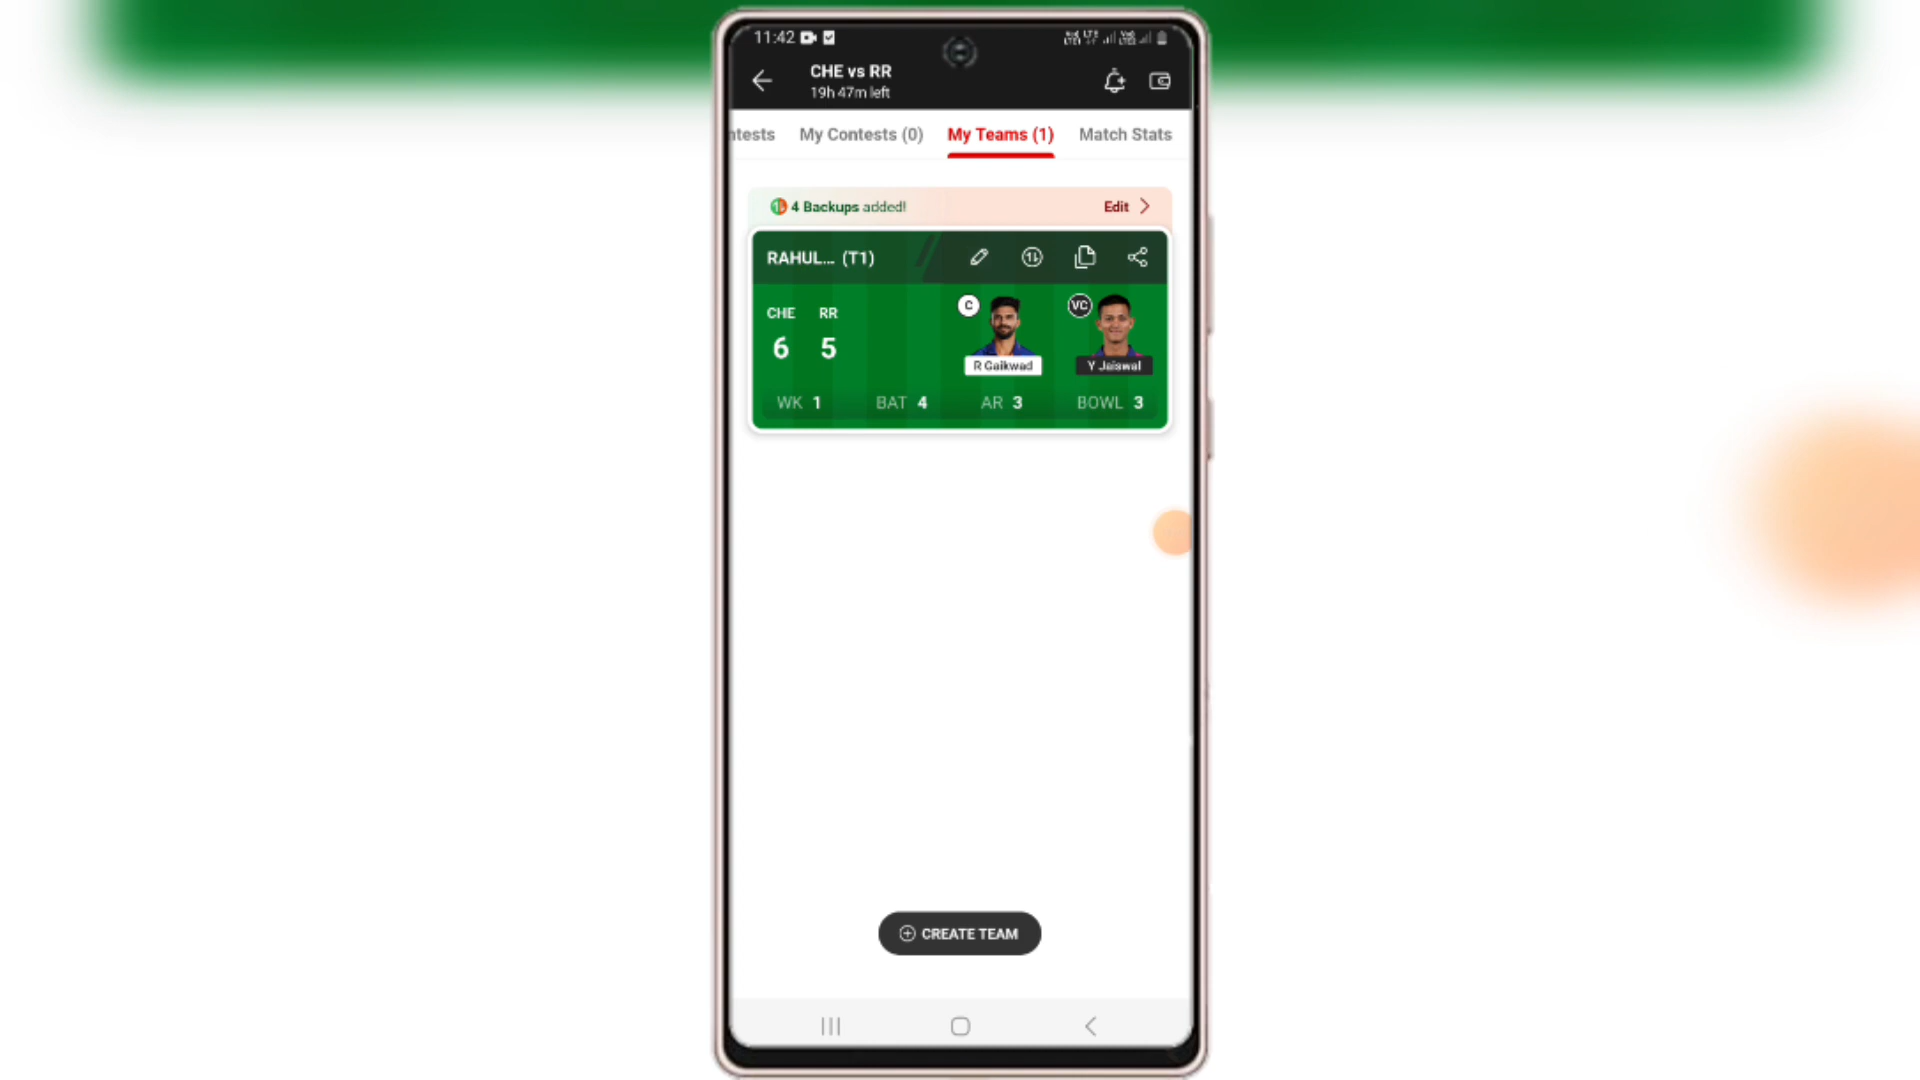 11:42
CHE vs RR
19h 47m left
ntests My Contests (0) My Teams (1) Match Stats
4 Backups added! Edit
RAHUL... (T1)
C VC
CHE RR
6 5
R Gaikwad Y Jaiswal
WK 1 BAT 4 AR 3 BOWL 3
CREATE TEAM